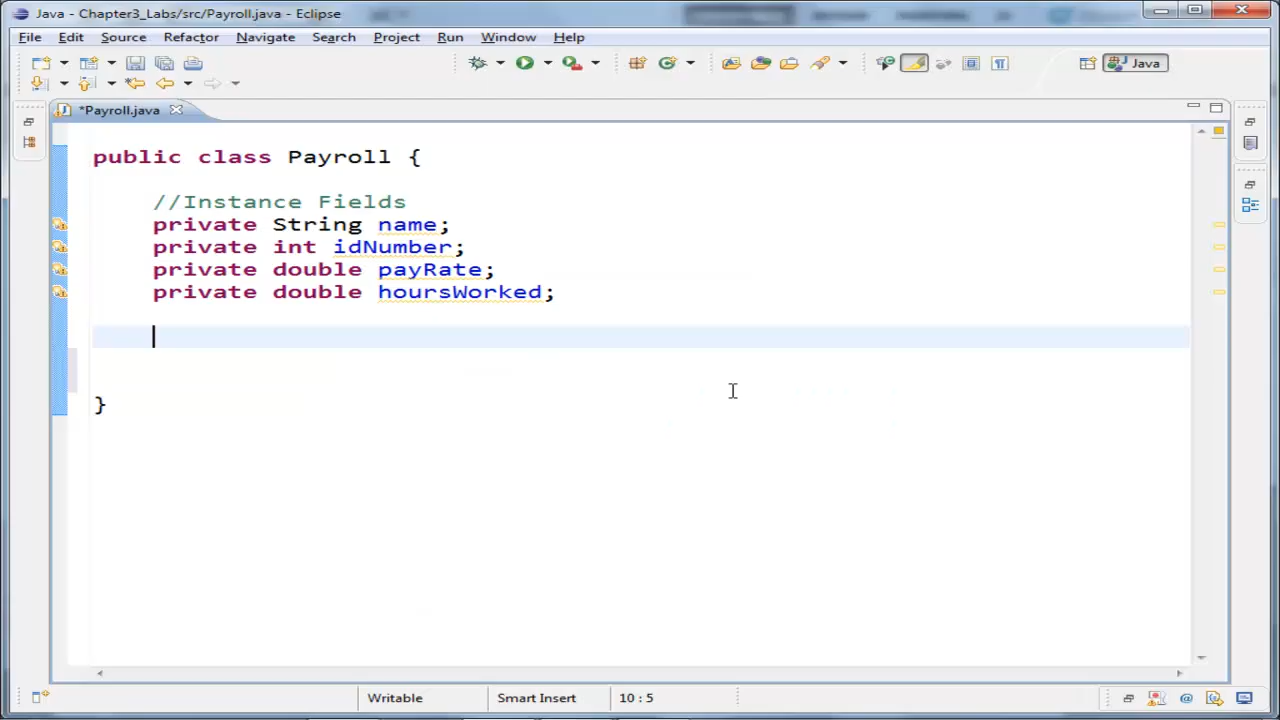 Java - Chapter3_Labs/src/Payroll.java - Eclipse
File Edit Source Refactor Navigate Search Project Run Window Help
Java
*Payroll.java
public class Payroll {
//Instance Fields
private String name;
private int idNumber;
private double payRate;
private double hoursWorked;
}
Writable Smart Insert 10 : 5